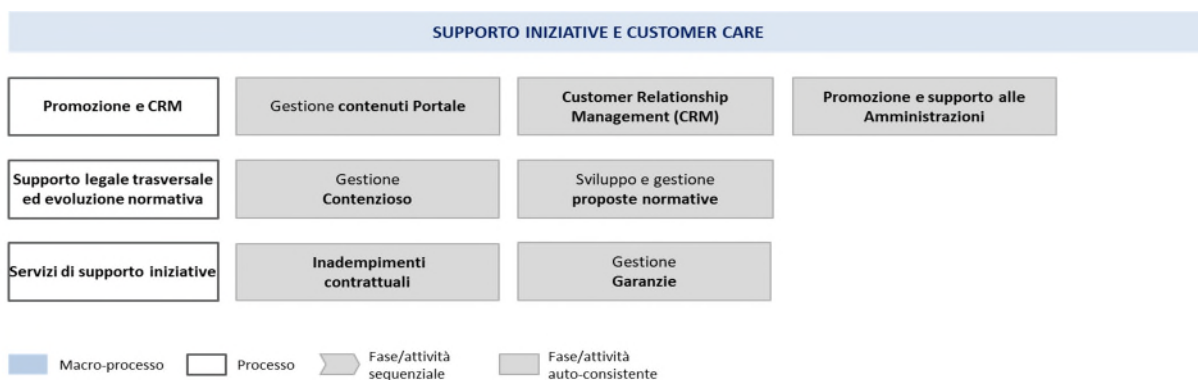 SUPPORTO INIZIATIVE E CUSTOMER CARE
Promozione e CRM
Gestione contenuti Portale
Customer Relationship
Management (CRM)
Promozione e supporto alle
Amministrazioni
Supporto legale trasversale
ed evoluzione normativa
Gestione
Contenzioso
Sviluppo e gestione
proposte normative
Servizi di supporto iniziative
Inadempimenti
contrattuali
Gestione
Garanzie
Macro-processo
Processo
Fase/attività
sequenziale
Fase/attività
auto-consistente